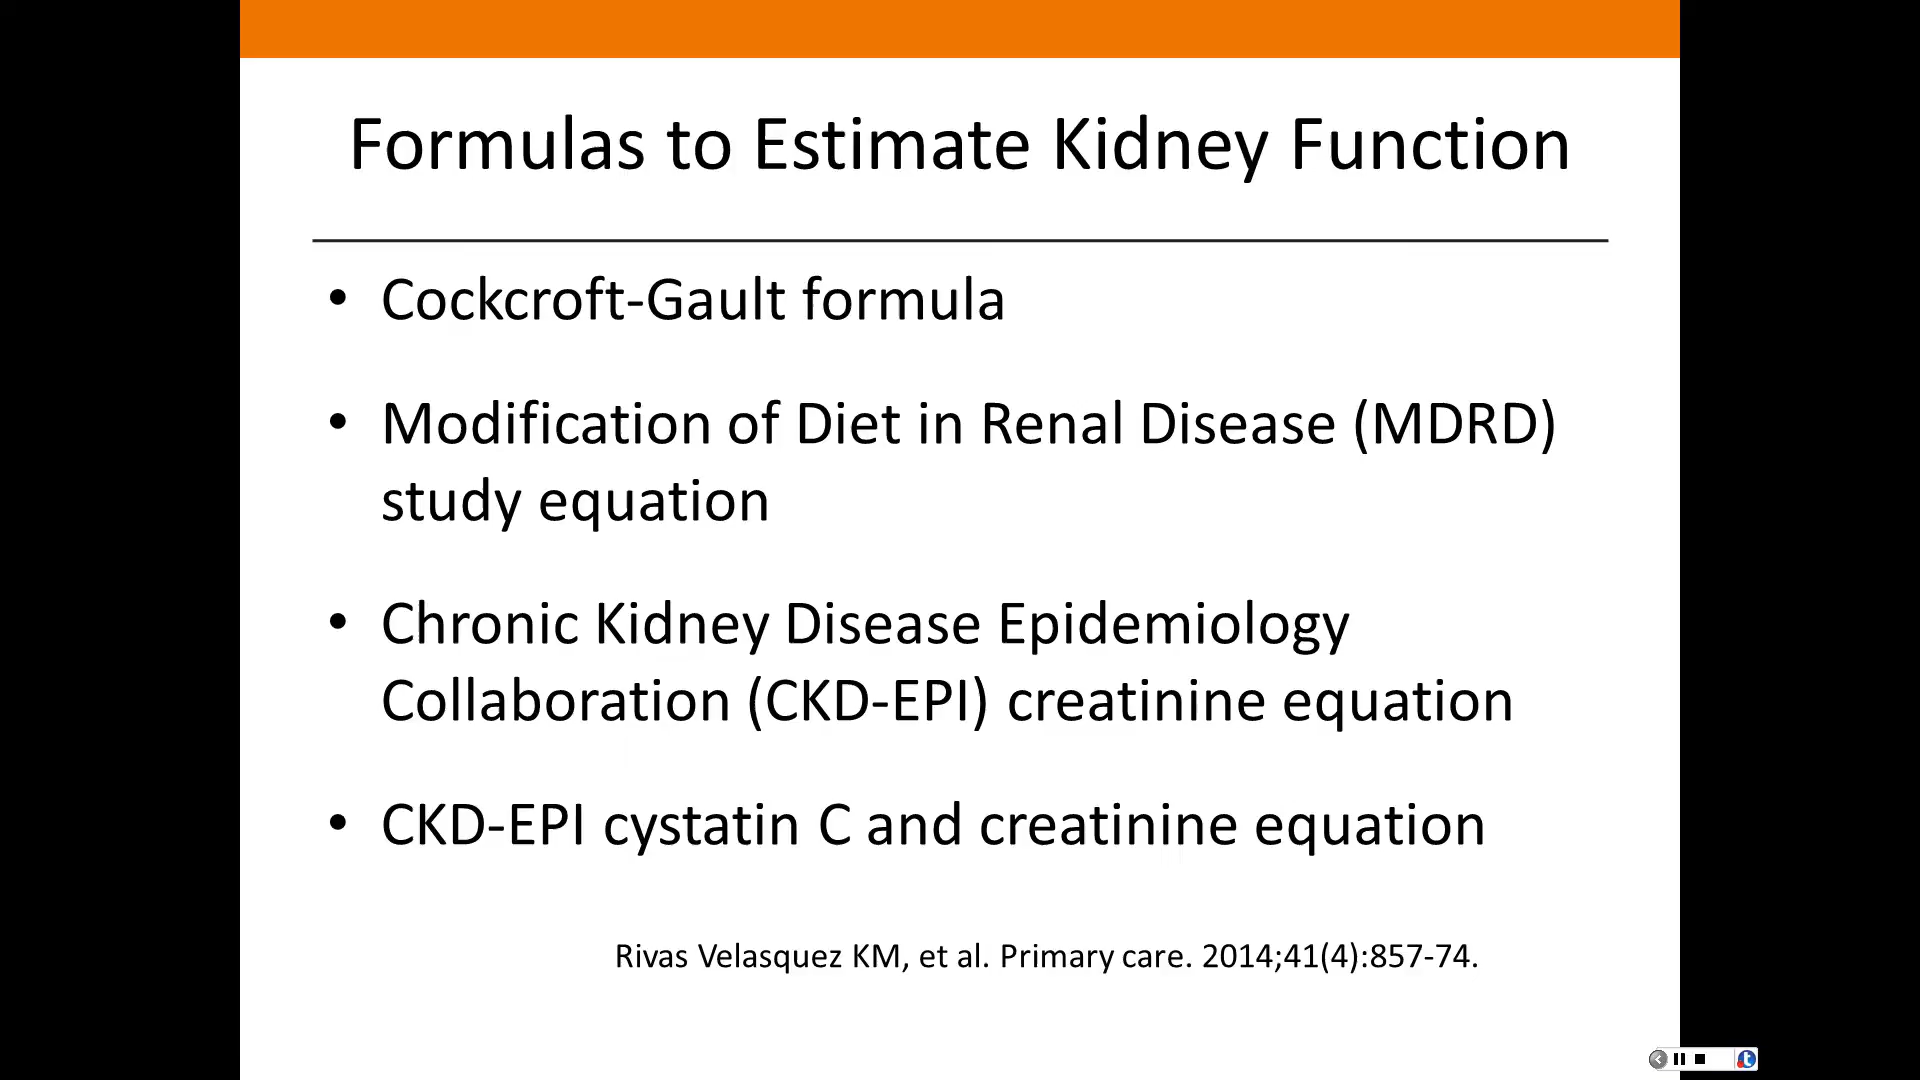 Formulas to Estimate Kidney Function
• Cockcroft-Gault formula
• Modification of Diet in Renal Disease (MDRD)
study equation
• Chronic Kidney Disease Epidemiology
Collaboration (CKD-EPI) creatinine equation
• CKD-EPI cystatin C and creatinine equation
Rivas Velasquez KM, et al. Primary care. 2014;41(4):857-74.